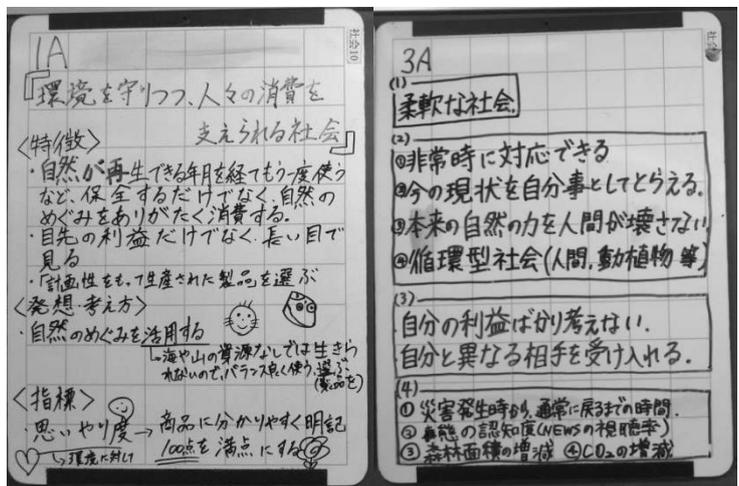 1A
社会10
『環境を守りつつ、人々の消費を
支えられる社会』
〈特徴〉
・自然が再生できる年月を経てもう一度使う
など、保全するだけでなく、自然の
めぐみをありがたく消費する。
・目先の利益だけでなく、長い目で
見る
・計画性をもって生産された製品を選ぶ
〈発想・考え方〉
・自然のめぐみを活用する
→海や山の資源なしでは生きら
れないので、バランス良く使う、選ぶ
(製品を)
〈指標〉
・思いやり度→商品に分かりやすく明記
→環境に対して
100点を満点にする
3A
社会
(1)
柔軟な社会
(2)
①非常時に対応できる
②今の現状を自分事としてとらえる。
③本来の自然の力を人間が壊さない
④循環型社会(人間、動植物 等)
(3)
自分の利益ばかり考えない.
自分と異なる相手を受け入れる.
(4)
① 災害発生時から、通常に戻るまでの時間.
② の認知度(NEWSの視聴率)
③ 森林面積の増減 ④CO2の増減